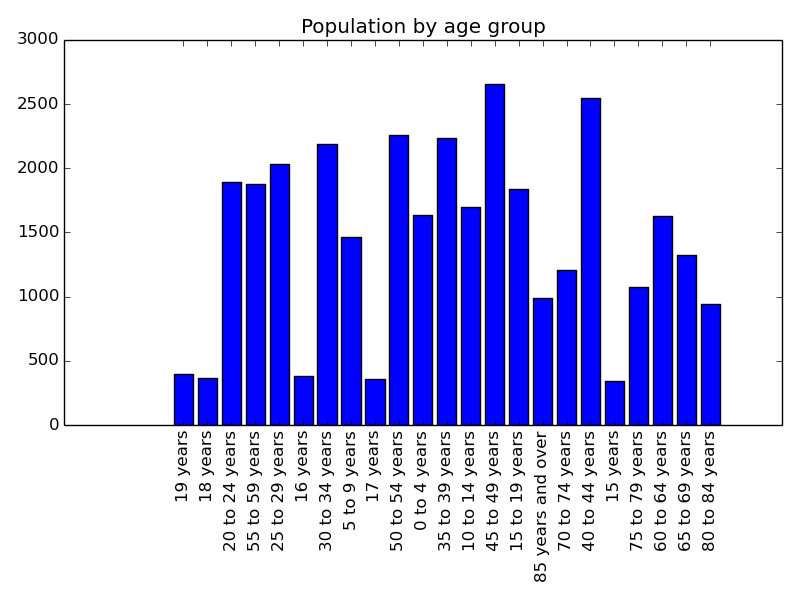 Population by age group
3000
2500
2000
1500
1000
500
0
19 years
18 years
20 to 24 years
55 to 59 years
25 to 29 years
16 years
30 to 34 years
5 to 9 years
17 years
50 to 54 years
0 to 4 years
35 to 39 years
10 to 14 years
45 to 49 years
15 to 19 years
85 years and over
70 to 74 years
40 to 44 years
15 years
75 to 79 years
60 to 64 years
65 to 69 years
80 to 84 years